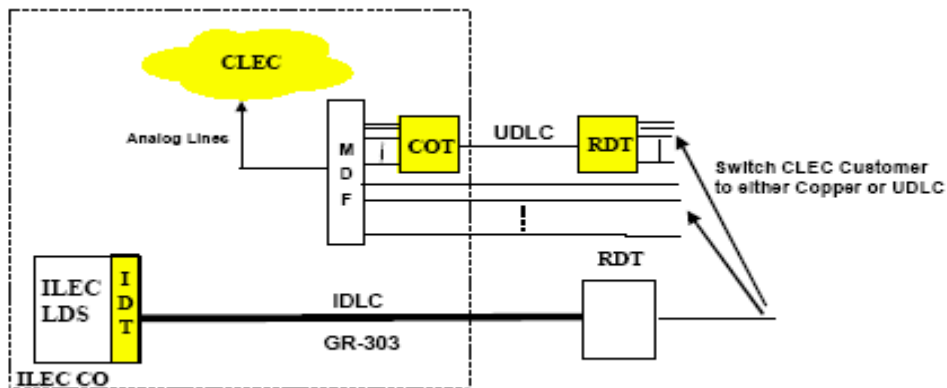 CLEC
Analog Lines
M
D
F
COT
UDLC
RDT
Switch CLEC Customer
to either Copper or UDLC
RDT
ILEC
LDS
I
D
T
IDLC
GR-303
ILEC CO